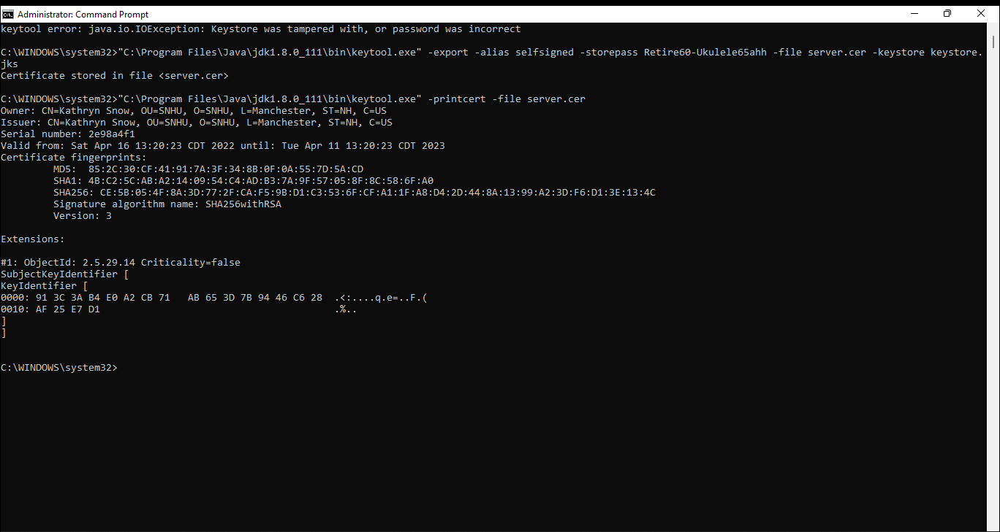 Administrator: Command Prompt
keytool error: java.io.IOException: Keystore was tampered with, or password was incorrect
C:\WINDOWS\system32>"C:\Program Files\Java\jdk1.8.0_111\bin\keytool.exe" -export -alias selfsigned -storepass Retire60-Ukulele65ahh -file server.cer -keystore keystore.
jks
Certificate stored in file <server.cer>
C:\WINDOWS\system32>"C:\Program Files\Java\jdk1.8.0_111\bin\keytool.exe" -printcert -file server.cer
Owner: CN=Kathryn Snow, OU=SNHU, O=SNHU, L=Manchester, ST=NH, C=US
Issuer: CN=Kathryn Snow, OU=SNHU, O=SNHU, L=Manchester, ST=NH, C=US
Serial number: 2e98a4f1
Valid from: Sat Apr 16 13:20:23 CDT 2022 until: Tue Apr 11 13:20:23 CDT 2023
Certificate fingerprints:
MD5: 85:2C:30:CF:41:91:7A:3F:34:8B:0F:0A:55:7D:5A:CD
SHA1: 4B:C2:5C:AB:A2:14:09:54:C4:AD:B3:7A:9F:57:05:8F:8C:58:6F:A0
SHA256: CE:5B:05:4F:8A:3D:77:2F:CA:F5:9B:D1:C3:53:6F:CF:A1:1F:A8:D4:2D:44:8A:13:99:A2:3D:F6:D1:3E:13:4C
Signature algorithm name: SHA256withRSA
Version: 3
Extensions:
#1: ObjectId: 2.5.29.14 Criticality=false
SubjectKeyIdentifier [
KeyIdentifier [
0000: 91 3C 3A B4 E0 A2 CB 71 AB 65 3D 7B 94 46 C6 28 .<:....q.e=..F.(
0010: AF 25 E7 D1 .%..
]
]
C:\WINDOWS\system32>